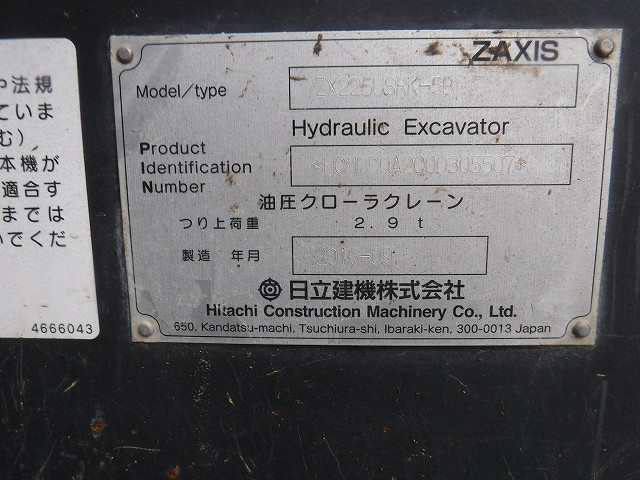 や法規
ていま
む)
本機が
適合す
までは
いでくだ
4666043
ZAXIS
Model/type ZX225USRK-5B
Hydraulic Excavator
Product
Identification
Number
油圧クローラクレーン
つり上荷重 2.9 t
製造 年月
日立建機株式会社
Hitachi Construction Machinery Co., Ltd.
650, Kandatsu-machi, Tsuchiura-shi, Ibaraki-ken, 300-0013 Japan